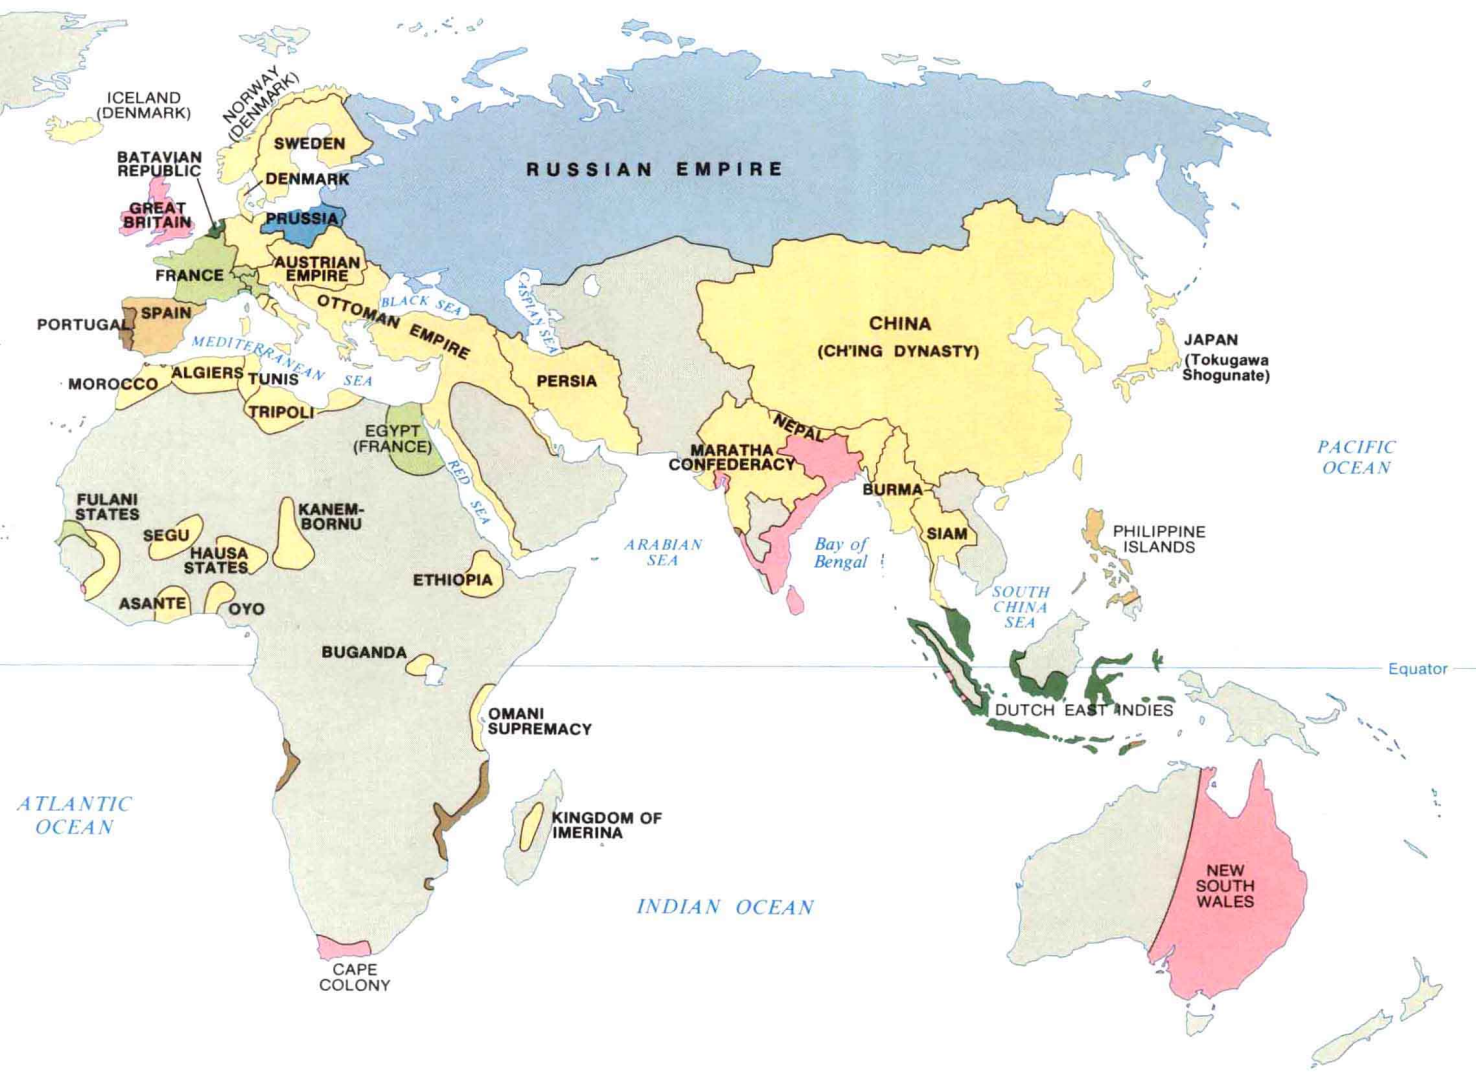 ICELAND
(DENMARK)
NORWAY
(DENMARK)
SWEDEN
DENMARK
BATAVIAN
REPUBLIC
GREAT
BRITAIN
PRUSSIA
RUSSIAN EMPIRE
FRANCE
AUSTRIAN
EMPIRE
SPAIN
PORTUGAL
OTTOMAN EMPIRE
BLACK SEA
CASPIAN SEA
MEDITERRANEAN SEA
MOROCCO
ALGIERS
TUNIS
TRIPOLI
EGYPT
(FRANCE)
RED SEA
PERSIA
CHINA
(CH'ING DYNASTY)
JAPAN
(Tokugawa
Shogunate)
NEPAL
MARATHA
CONFEDERACY
BURMA
SIAM
PACIFIC
OCEAN
PHILIPPINE
ISLANDS
FULANI
STATES
SEGU
HAUSA
STATES
KANEM-
BORNU
ASANTE
OYO
ETHIOPIA
BUGANDA
ARABIAN
SEA
Bay of
Bengal
SOUTH
CHINA
SEA
Equator
OMANI
SUPREMACY
DUTCH EAST INDIES
ATLANTIC
OCEAN
KINGDOM OF
IMERINA
INDIAN OCEAN
NEW
SOUTH
WALES
CAPE
COLONY